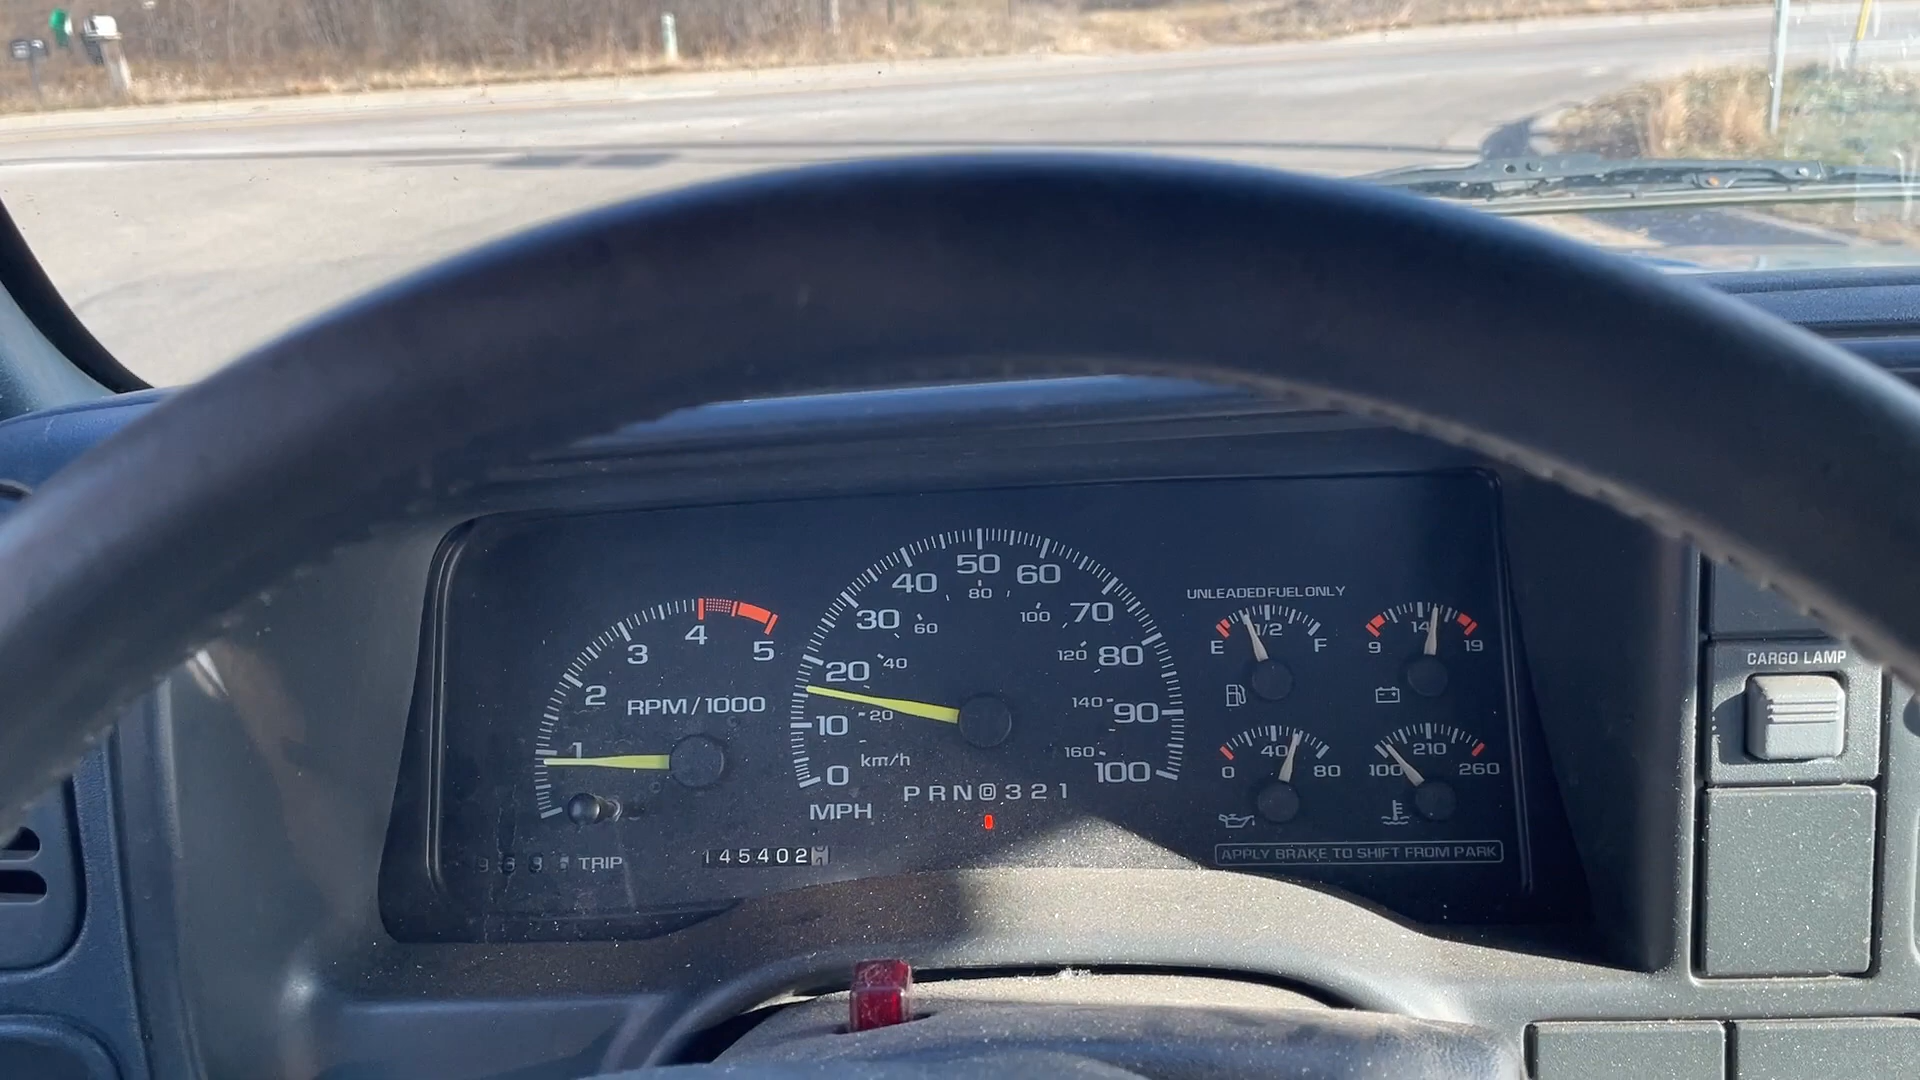 50
40 60
80
30 100 70
60
20 40 120 80
20 140 90
10
km/h 160
0 100
MPH
PRND321
4
3 5
2
RPM/1000
1
TRIP
145402
UNLEADED FUEL ONLY
E 1/2 F
9 14 19
0 40 80
100 210 260
APPLY BRAKE TO SHIFT FROM PARK
CARGO LAMP